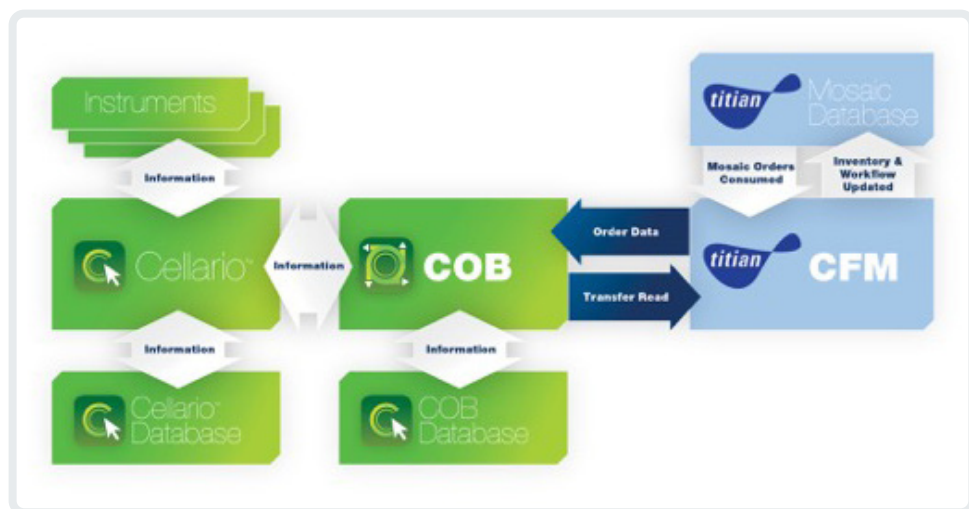 Instruments
titian
Mosaic
Database
Information
Mosaic Orders
Consumed
Inventory &
Workflow
Updated
Cellario™
Information
COB
Order Data
Transfer Read
titian
CFM
Information
Information
Cellario™
Database
COB
Database